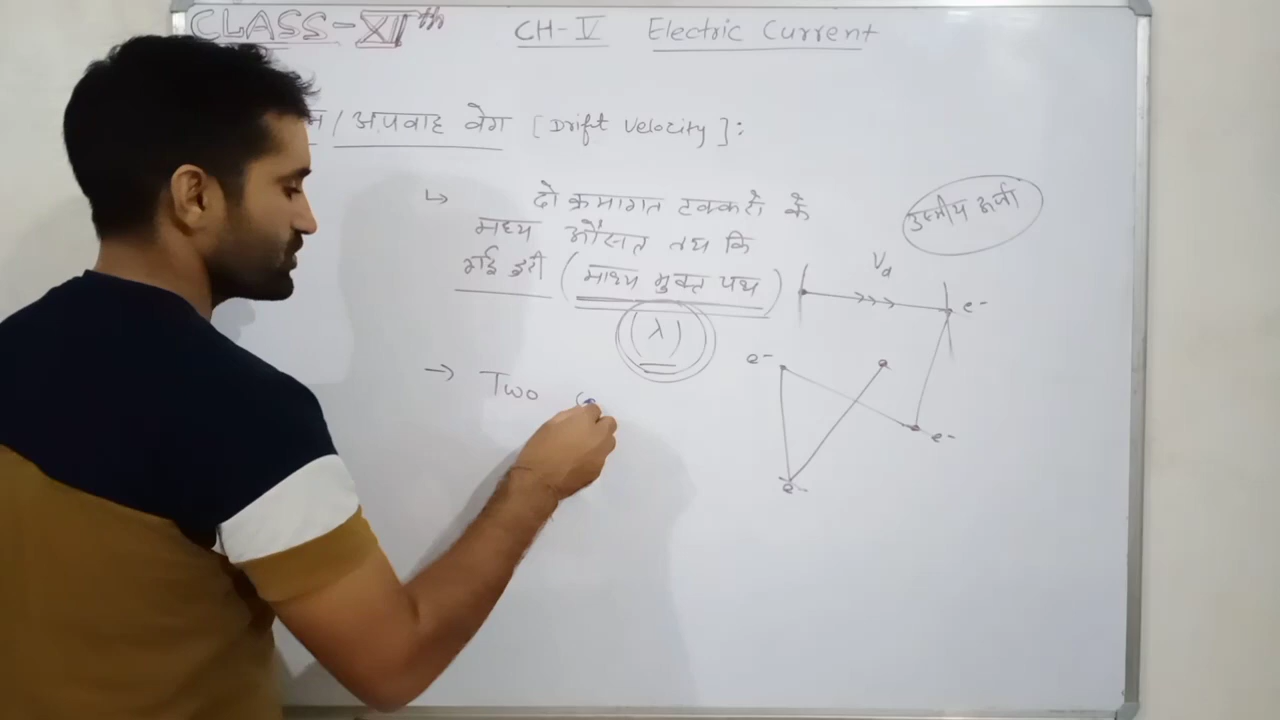 CLASS-XIIth CH-V Electric Current
/ अपवाह वेग [Drift Velocity]:
↳ दो क्रमागत टक्करों के
मध्य औसत तय कि
गई दूरी (माध्य मुक्त पथ)
(λ)
→ Two
उष्मीय ऊर्जा
Vd
e-
e-
e-
e-